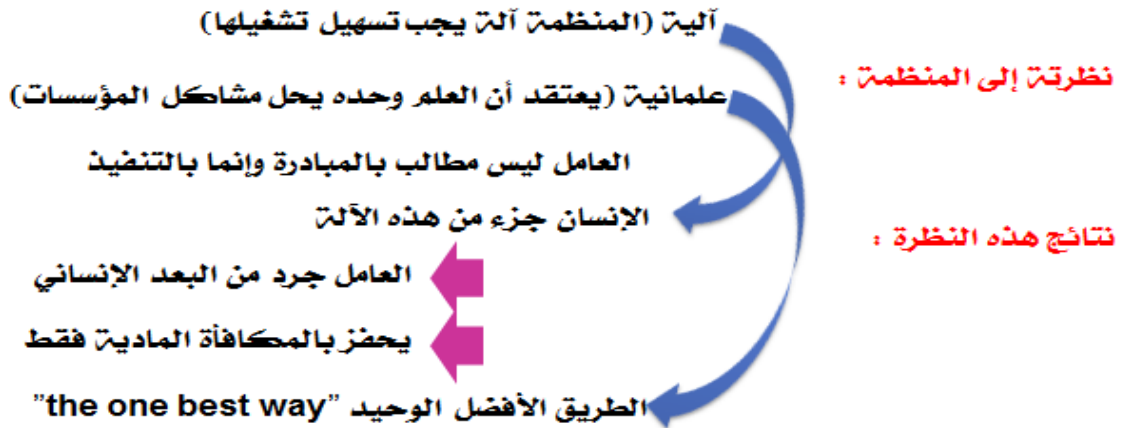 آلية (المنظمة آلة يجب تسهيل تشغيلها)
نظرتة إلى المنظمة :
علمانية (يعتقد أن العلم وحده يحل مشاكل المؤسسات)
العامل ليس مطالب بالمبادرة وإنما بالتنفيذ
الإنسان جزء من هذه الآلة
نتائج هذه النظرة :
العامل جرد من البعد الإنساني
يحفز بالمكافأة المادية فقط
الطريق الأفضل الوحيد "the one best way"